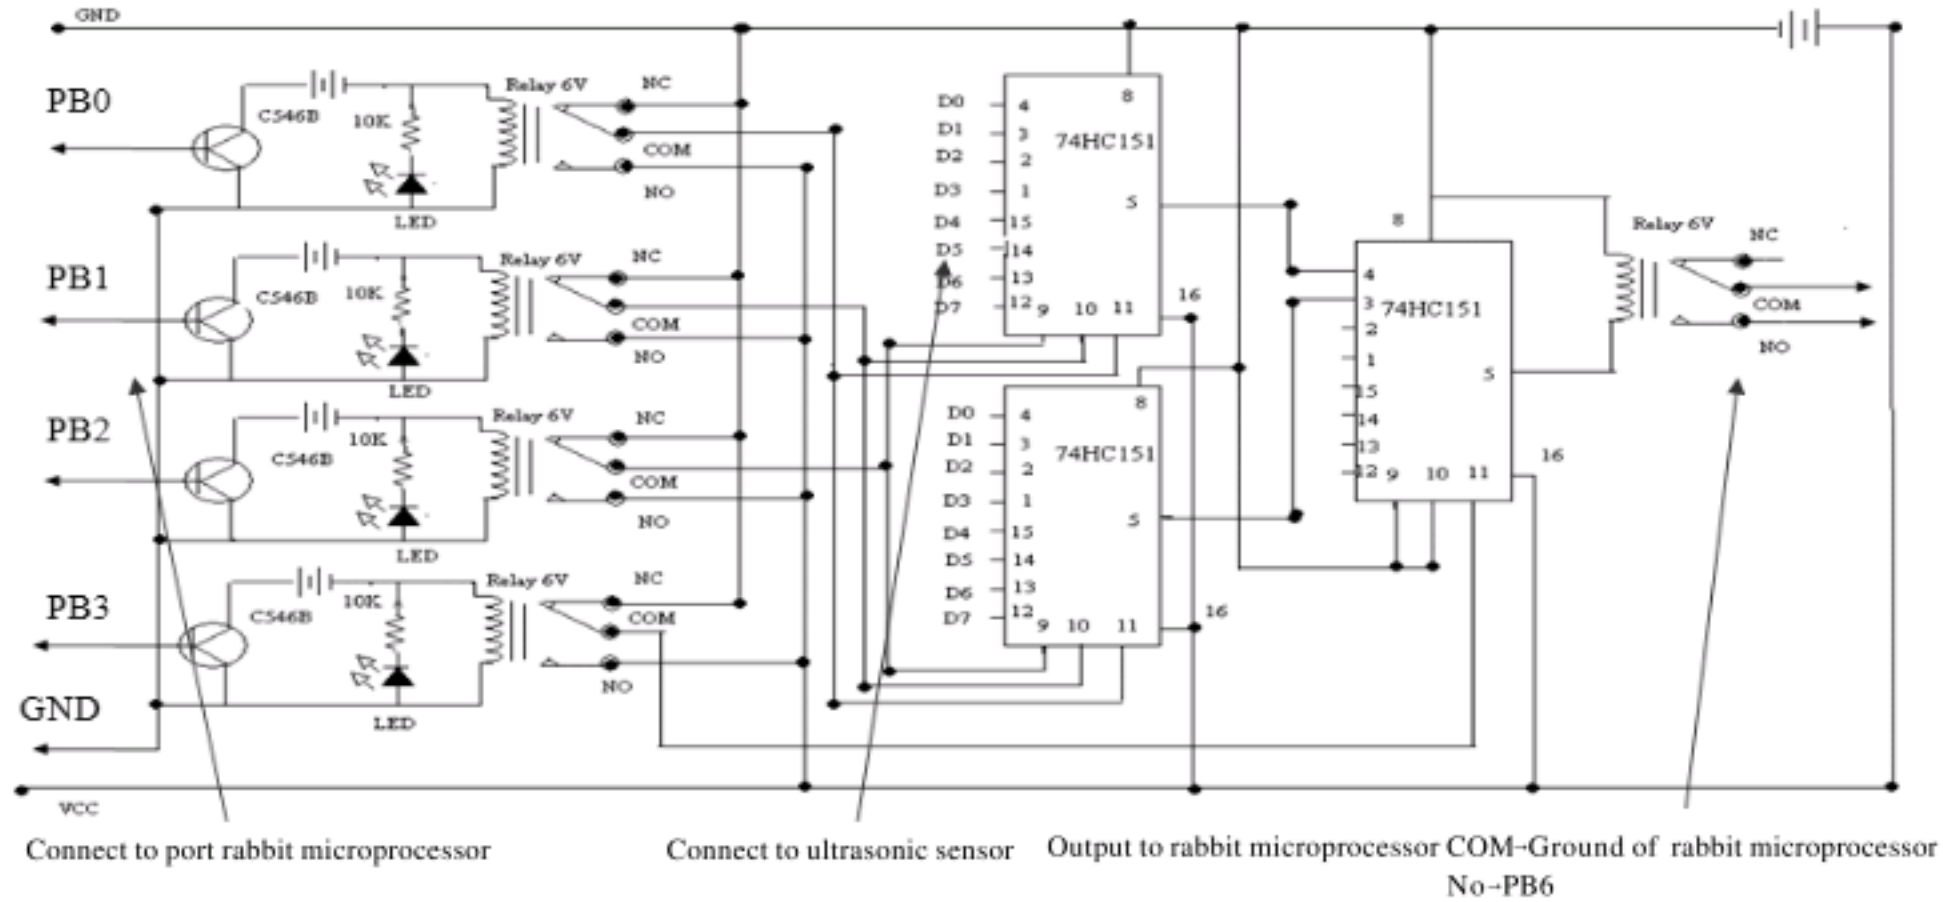 GND
PB0
C546B
10K
LED
Relay 6V
NC
COM
NO
PB1
C546B
10K
LED
Relay 6V
NC
COM
NO
PB2
C546B
10K
LED
Relay 6V
NC
COM
NO
PB3
C546B
10K
LED
Relay 6V
NC
COM
NO
GND
VCC
D0 4
D1 3
D2 2
D3 1
D4 15
D5 14
D6 13
D7 12
8
74HC151
5
9 10 11
16
D0 4
D1 3
D2 2
D3 1
D4 15
D5 14
D6 13
D7 12
8
74HC151
5
9 10 11
16
8
4
3
74HC151
2
1
15
14
13
12
5
9 10 11
16
Relay 6V
NC
COM
NO
Connect to port rabbit microprocessor
Connect to ultrasonic sensor
Output to rabbit microprocessor COM→Ground of rabbit microprocessor
No→PB6